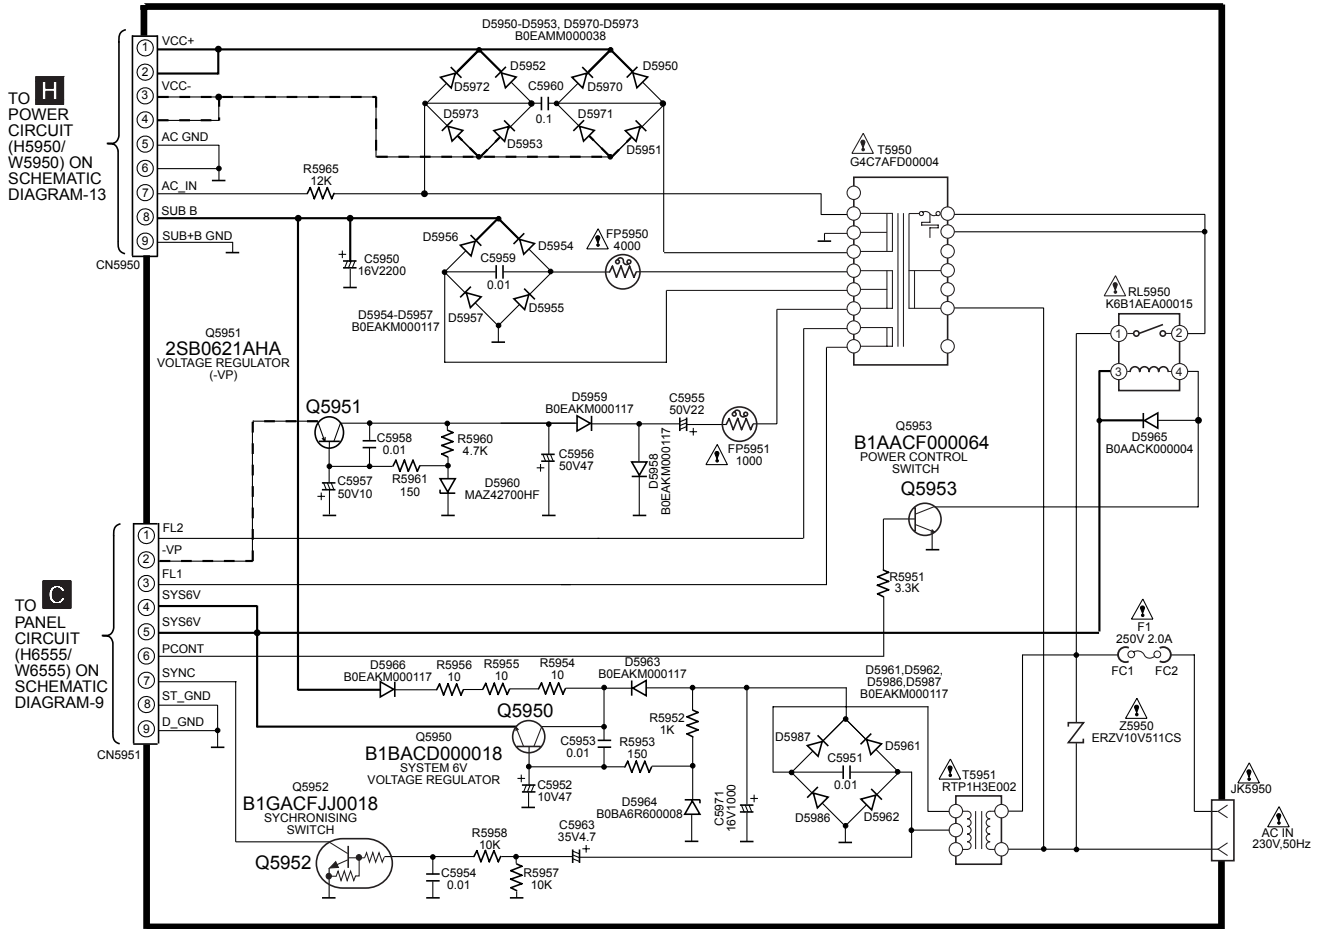 D5950-D5953, D5970-D5973
B0EAMM000038
1
VCC+
2
3
VCC-
4
5
AC GND
6
7
AC_IN
8
SUB B
9
SUB+B GND
CN5950
TO H
POWER
CIRCUIT
(H5950/
W5950) ON
SCHEMATIC
DIAGRAM-13
D5952
D5950
D5972
C5960
D5970
D5973
0.1
D5971
D5953
D5951
R5965
12K
T5950
G4C7AFD00004
D5956
D5954
C5950
16V2200
C5959
0.01
D5957
D5955
D5954-D5957
B0EAKM000117
FP5950
4000
RL5950
K6B1AEA00015
1
2
3
4
Q5951
2SB0621AHA
VOLTAGE REGULATOR
(-VP)
Q5951
C5958
0.01
R5960
4.7K
C5957
50V10
R5961
150
D5960
MAZ42700HF
D5959
B0EAKM000117
C5956
50V47
D5958
B0EAKM000117
C5955
50V22
FP5951
1000
Q5953
B1AACF000064
POWER CONTROL
SWITCH
Q5953
D5965
B0AACK000004
R5951
3.3K
1
FL2
2
-VP
3
FL1
4
SYS6V
5
SYS6V
6
PCONT
7
SYNC
8
ST_GND
9
D_GND
CN5951
TO C
PANEL
CIRCUIT
(H6555/
W6555) ON
SCHEMATIC
DIAGRAM-9
D5966
B0EAKM000117
R5956
10
R5955
10
R5954
10
D5963
B0EAKM000117
D5961,D5962,
D5986,D5987
B0EAKM000117
F1
250V 2.0A
FC1
FC2
Q5950
Q5950
B1BACD000018
SYSTEM 6V
VOLTAGE REGULATOR
C5953
0.01
R5953
150
R5952
1K
C5952
10V47
D5964
B0BA6R600008
C5971
16V1000
D5987
D5961
C5951
0.01
D5986
D5962
Z5950
ERZV10V511CS
T5951
RTP1H3E002
JK5950
AC IN
230V,50Hz
Q5952
B1GACFJJ0018
SYCHRONISING
SWITCH
Q5952
C5954
0.01
R5958
10K
R5957
10K
C5963
35V4.7